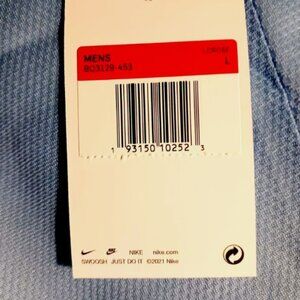 MENS
L
1 93150 10252 3
NIKE nike.com
SWOOSH JUST DO IT ©2021 Nike